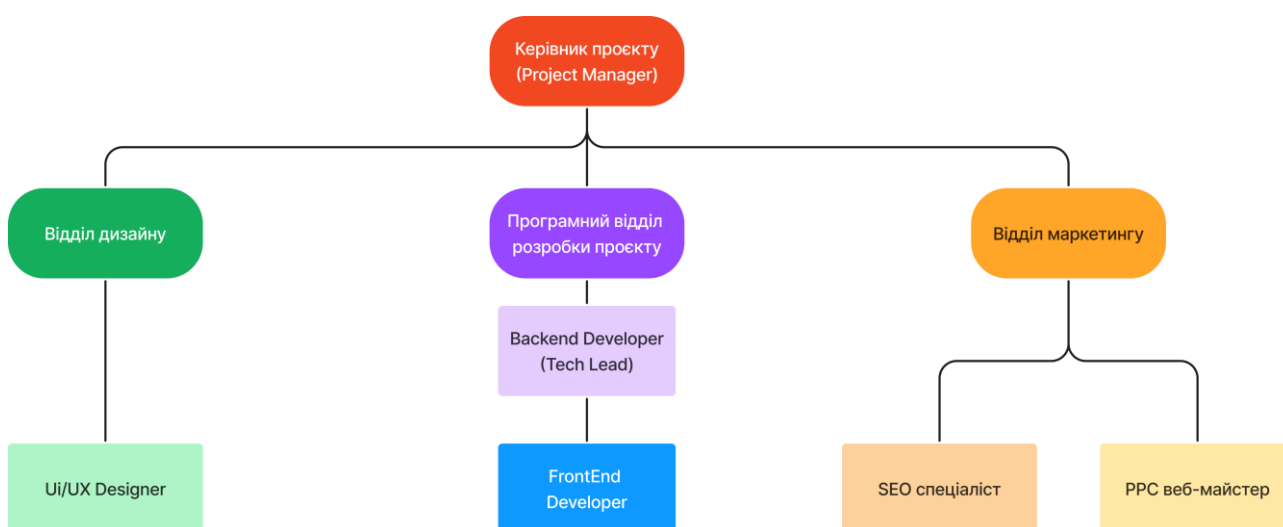 Керівник проєкту
(Project Manager)
Відділ дизайну
Програмний відділ
розробки проєкту
Відділ маркетингу
Backend Developer
(Tech Lead)
Ui/UX Designer
FrontEnd
Developer
SEO спеціаліст
PPC веб-майстер